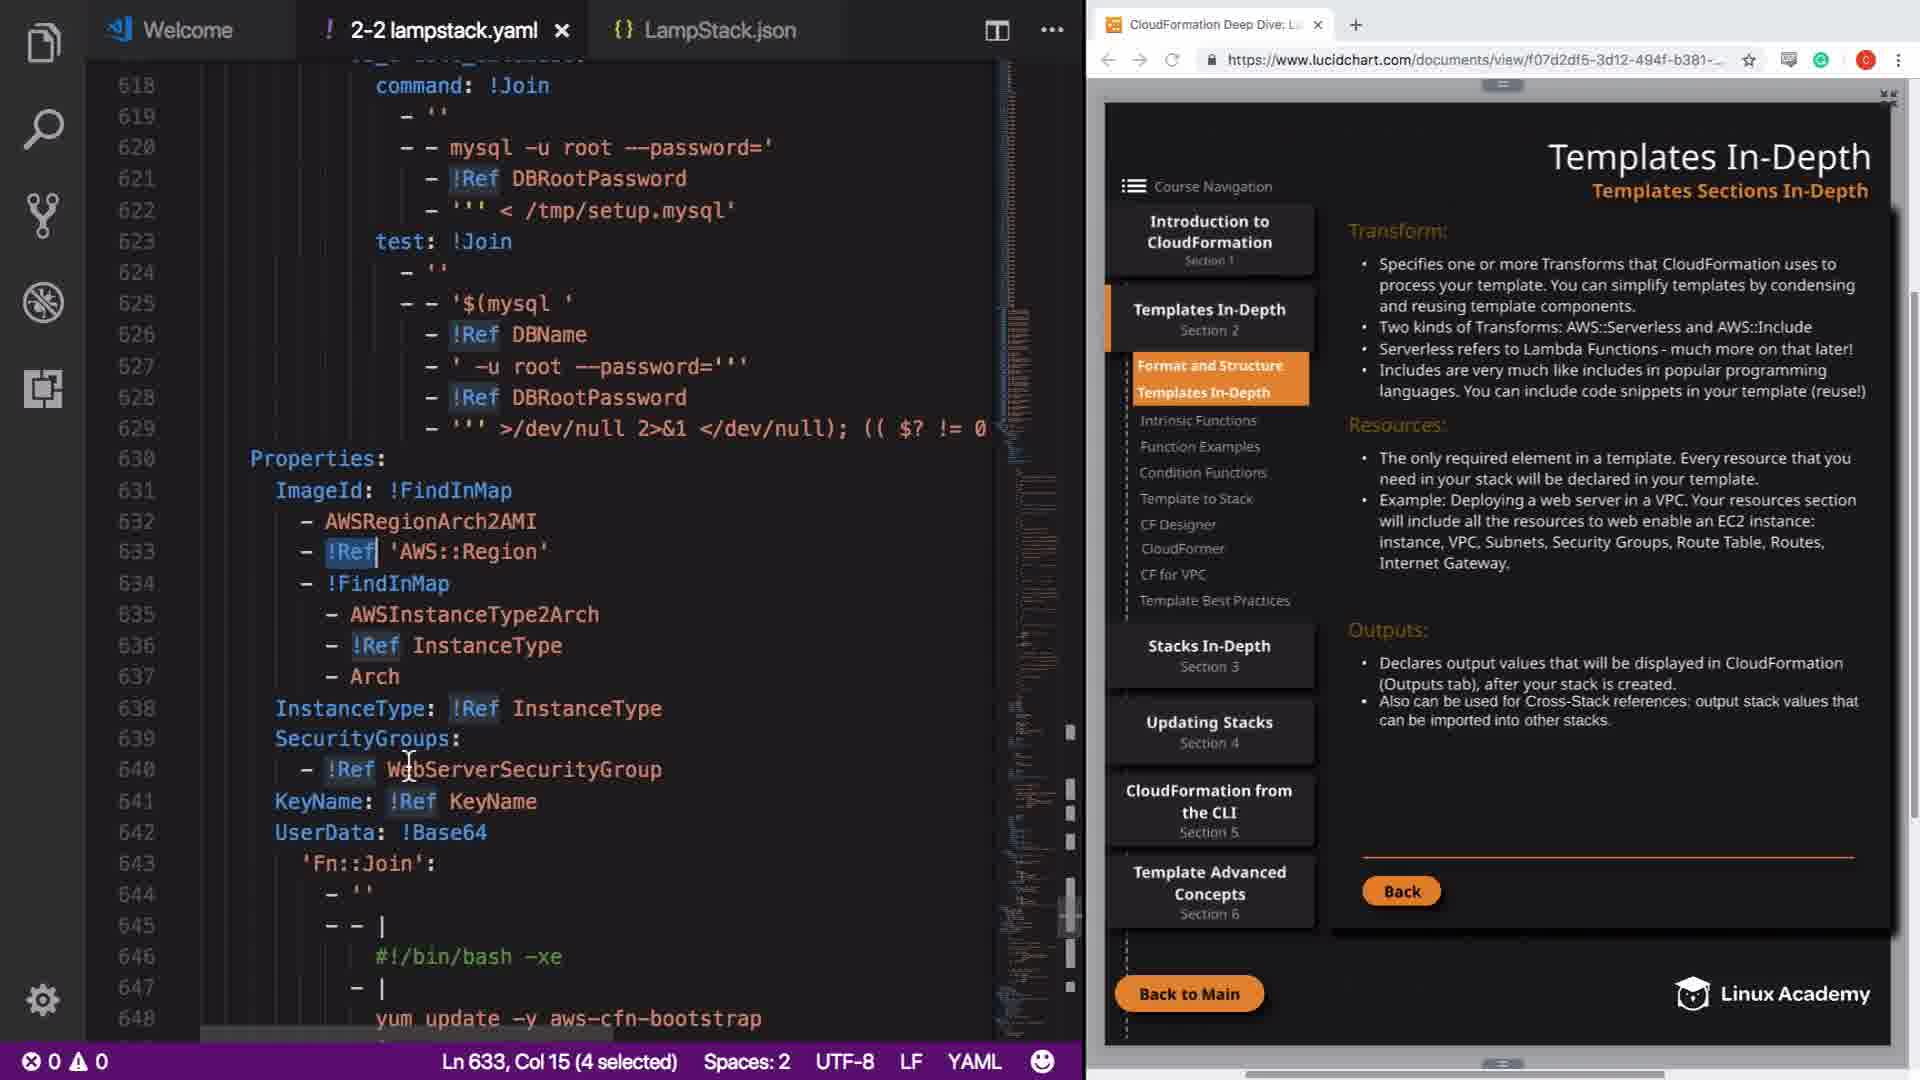 Welcome
! 2-2 lampstack.yaml ×
{} LampStack.json
618 command: !Join
619 - ''
620 - - mysql -u root --password='
621 - !Ref DBRootPassword
622 - ''' < /tmp/setup.mysql'
623 test: !Join
624 - ''
625 - - '$(mysql '
626 - !Ref DBName
627 - ' -u root --password='''
628 - !Ref DBRootPassword
629 - ''' >/dev/null 2>&1 </dev/null); (( $? != 0
630 Properties:
631 ImageId: !FindInMap
632 - AWSRegionArch2AMI
633 - !Ref 'AWS::Region'
634 - !FindInMap
635 - AWSInstanceType2Arch
636 - !Ref InstanceType
637 - Arch
638 InstanceType: !Ref InstanceType
639 SecurityGroups:
640 - !Ref WebServerSecurityGroup
641 KeyName: !Ref KeyName
642 UserData: !Base64
643 'Fn::Join':
644 - ''
645 - - |
646 #!/bin/bash -xe
647 - |
648 yum update -y aws-cfn-bootstrap
0 0
Ln 633, Col 15 (4 selected)
Spaces: 2
UTF-8
LF
YAML
CloudFormation Deep Dive: L
https://www.lucidchart.com/documents/view/f07d2df5-3d12-494f-b381-...
C
Templates In-Depth
Templates Sections In-Depth
Course Navigation
Introduction to
CloudFormation
Section 1
Templates In-Depth
Section 2
Format and Structure
Templates In-Depth
Intrinsic Functions
Function Examples
Condition Functions
Template to Stack
CF Designer
CloudFormer
CF for VPC
Template Best Practices
Stacks In-Depth
Section 3
Updating Stacks
Section 4
CloudFormation from
the CLI
Section 5
Template Advanced
Concepts
Section 6
Back to Main
Transform:
• Specifies one or more Transforms that CloudFormation uses to
process your template. You can simplify templates by condensing
and reusing template components.
• Two kinds of Transforms: AWS::Serverless and AWS::Include
• Serverless refers to Lambda Functions - much more on that later!
• Includes are very much like includes in popular programming
languages. You can include code snippets in your template (reuse!)
Resources:
• The only required element in a template. Every resource that you
need in your stack will be declared in your template.
• Example: Deploying a web server in a VPC. Your resources section
will include all the resources to web enable an EC2 instance:
instance, VPC, Subnets, Security Groups, Route Table, Routes,
Internet Gateway.
Outputs:
• Declares output values that will be displayed in CloudFormation
(Outputs tab), after your stack is created.
• Also can be used for Cross-Stack references: output stack values that
can be imported into other stacks.
Back
Linux Academy